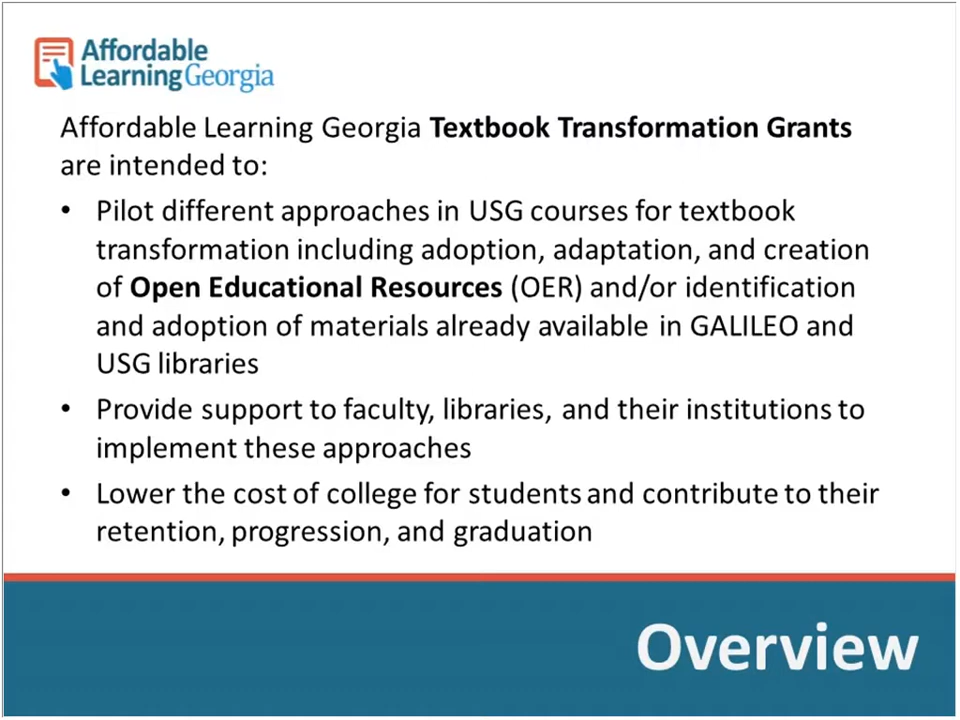 Affordable
LearningGeorgia
Affordable Learning Georgia Textbook Transformation Grants
are intended to:
• Pilot different approaches in USG courses for textbook
transformation including adoption, adaptation, and creation
of Open Educational Resources (OER) and/or identification
and adoption of materials already available in GALILEO and
USG libraries
• Provide support to faculty, libraries, and their institutions to
implement these approaches
• Lower the cost of college for students and contribute to their
retention, progression, and graduation
Overview